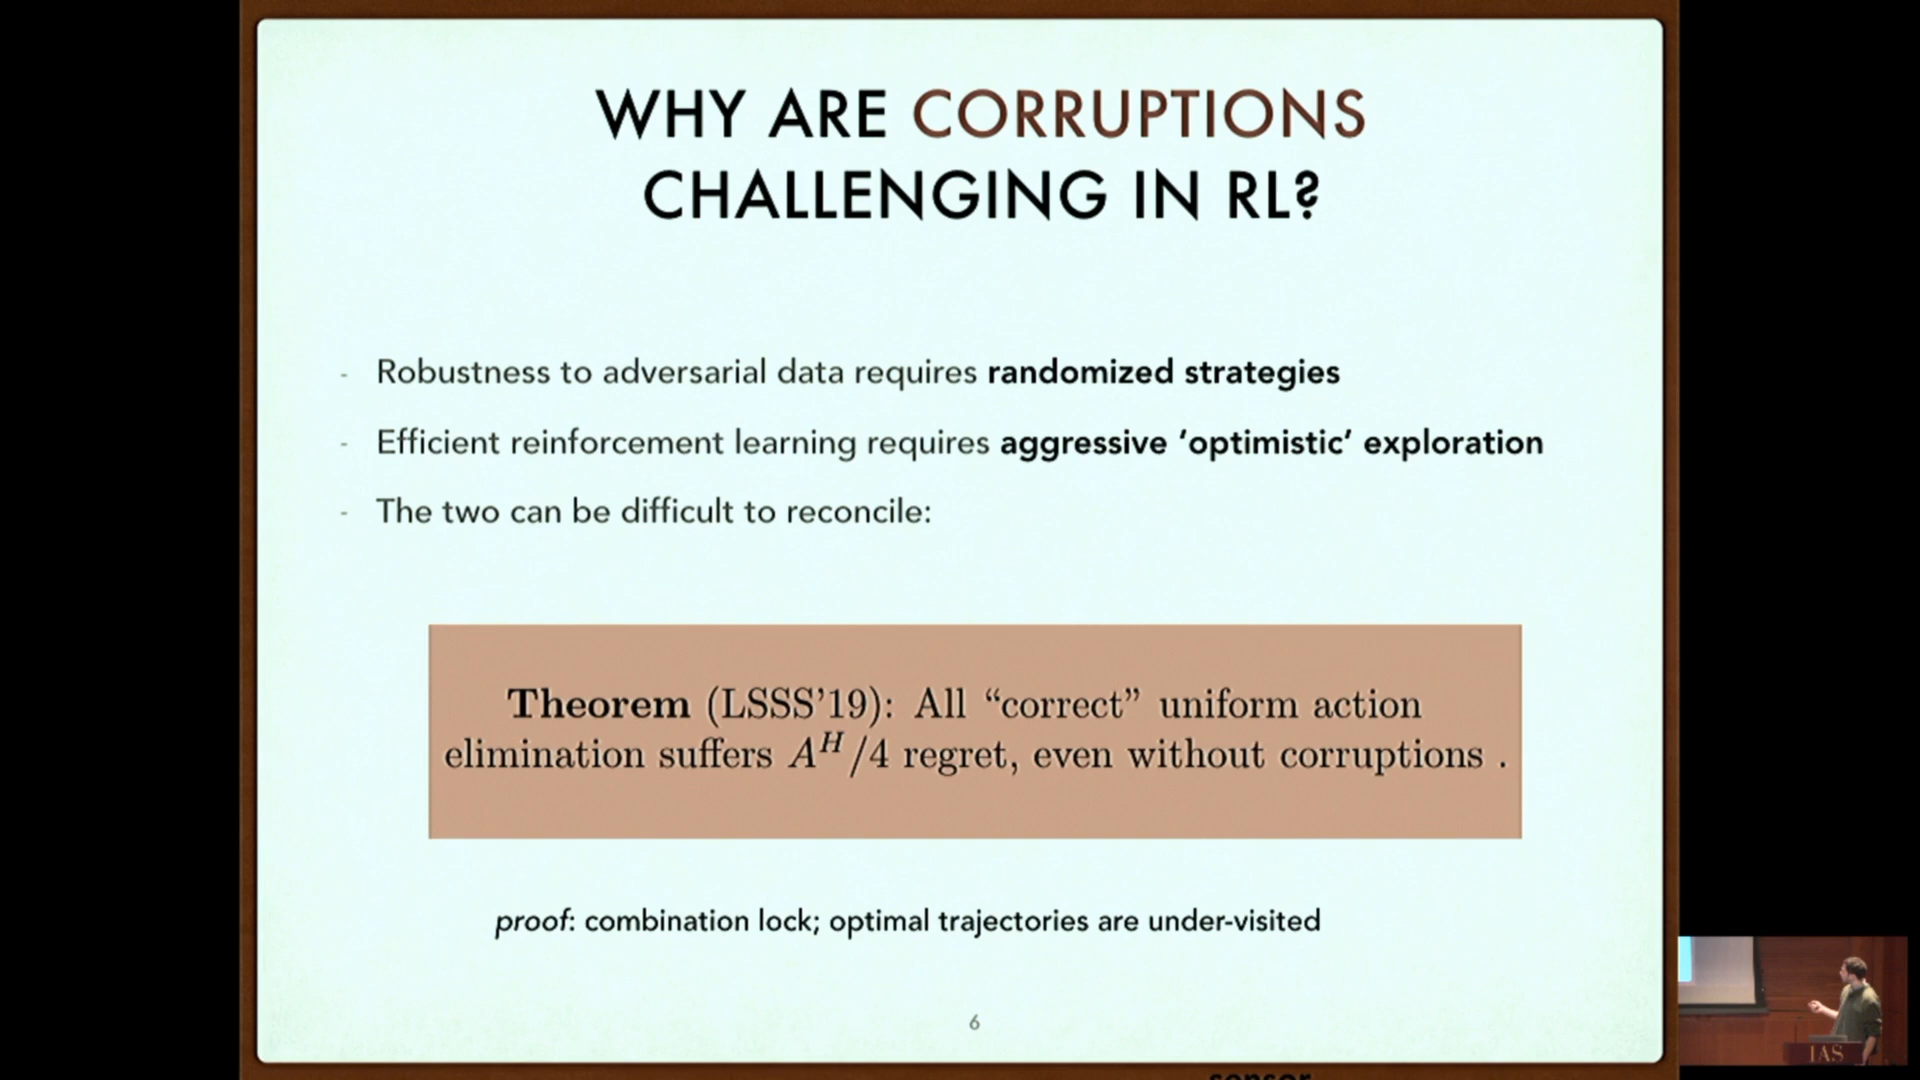 WHY ARE CORRUPTIONS
CHALLENGING IN RL?
- Robustness to adversarial data requires randomized strategies
- Efficient reinforcement learning requires aggressive ‘optimistic’ exploration
- The two can be difficult to reconcile:
Theorem (LSSS’19): All “correct” uniform action
elimination suffers A^H/4 regret, even without corruptions .
proof: combination lock; optimal trajectories are under-visited
6
IAS
sensor